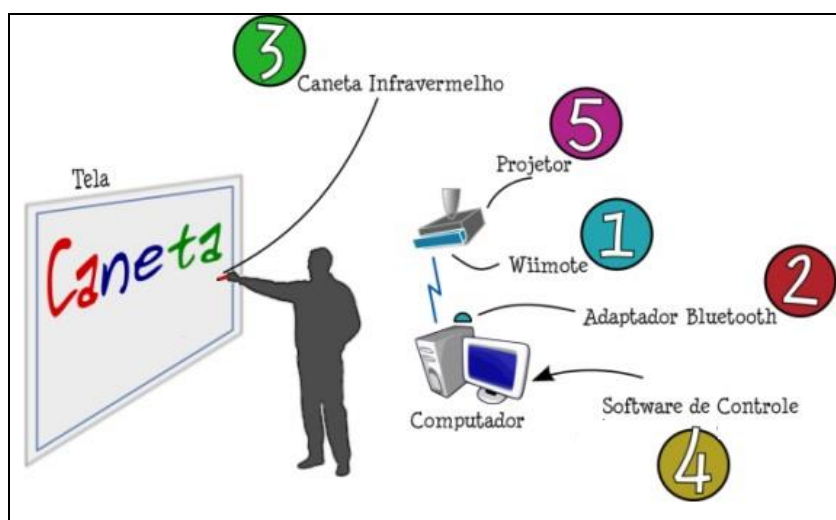 3
Caneta Infravermelho
5
Projetor
Tela
Caneta
1
Wiimote
2
Adaptador Bluetooth
Computador
Software de Controle
4